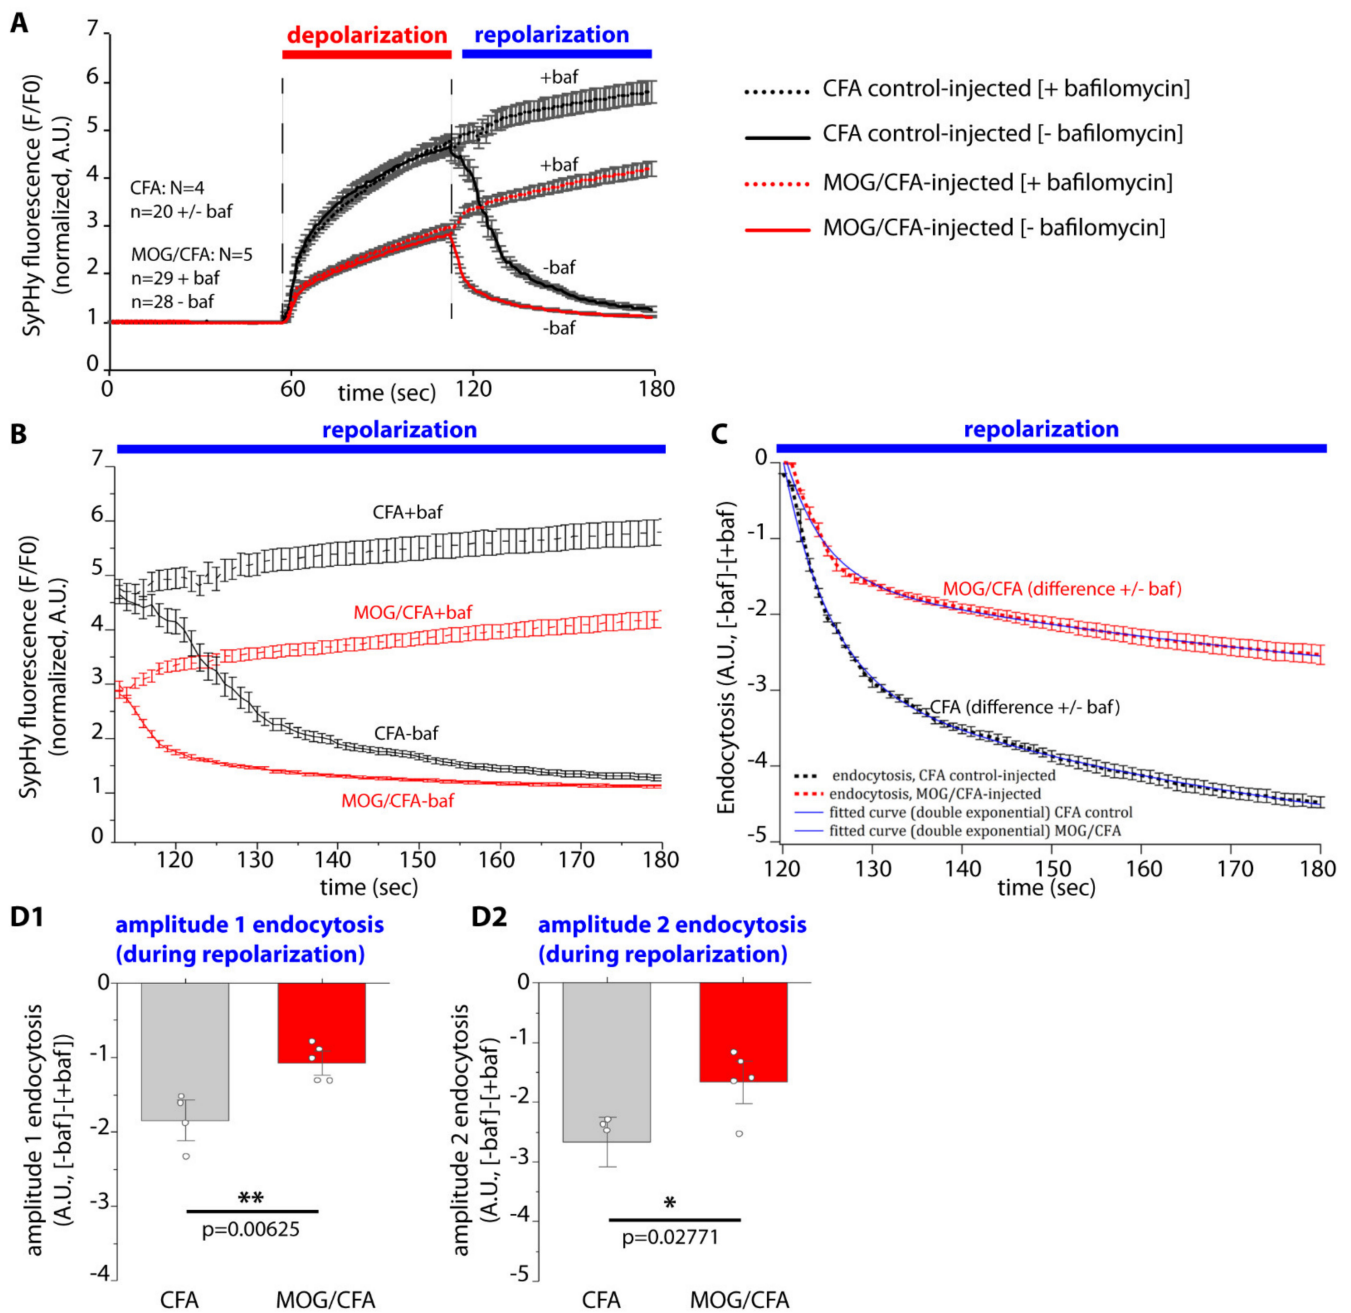 A
depolarization
repolarization
SyPHy fluorescence (F/F0)
(normalized, A.U.)
7
6
5
4
3
2
1
0
0
60
120
180
time (sec)
CFA: N=4
n=20 +/- baf
MOG/CFA: N=5
n=29 + baf
n=28 - baf
+baf
+baf
-baf
-baf
CFA control-injected [+ bafilomycin]
CFA control-injected [- bafilomycin]
MOG/CFA-injected [+ bafilomycin]
MOG/CFA-injected [- bafilomycin]
B
repolarization
SypHy fluorescence (F/F0)
(normalized, A.U.)
7
6
5
4
3
2
1
0
120
130
140
150
160
170
180
time (sec)
CFA+baf
MOG/CFA+baf
CFA-baf
MOG/CFA-baf
C
repolarization
Endocytosis (A.U., [-baf]-[+baf)
0
-1
-2
-3
-4
-5
120
130
140
150
160
170
180
time (sec)
MOG/CFA (difference +/- baf)
CFA (difference +/- baf)
endocytosis, CFA control-injected
endocytosis, MOG/CFA-injected
fitted curve (double exponential) CFA control
fitted curve (double exponential) MOG/CFA
D1
amplitude 1 endocytosis
(during repolarization)
amplitude 1 endocytosis
(A.U., [-baf]-[+baf])
0
-1
-2
-3
-4
**
p=0.00625
CFA
MOG/CFA
D2
amplitude 2 endocytosis
(during repolarization)
amplitude 2 endocytosis
(A.U., [-baf]-[+baf)
0
-1
-2
-3
-4
-5
*
p=0.02771
CFA
MOG/CFA